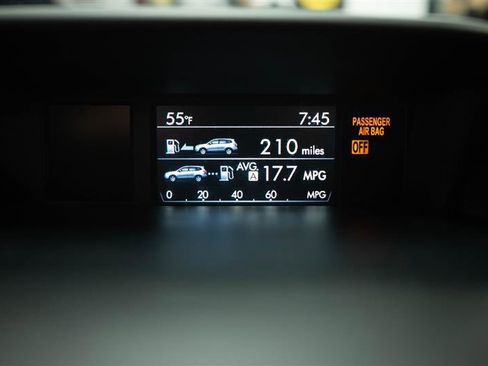 55°F 7:45
PASSENGER
AIR BAG
OFF
210 miles
AVG.
A 17.7 MPG
0 20 40 60 MPG